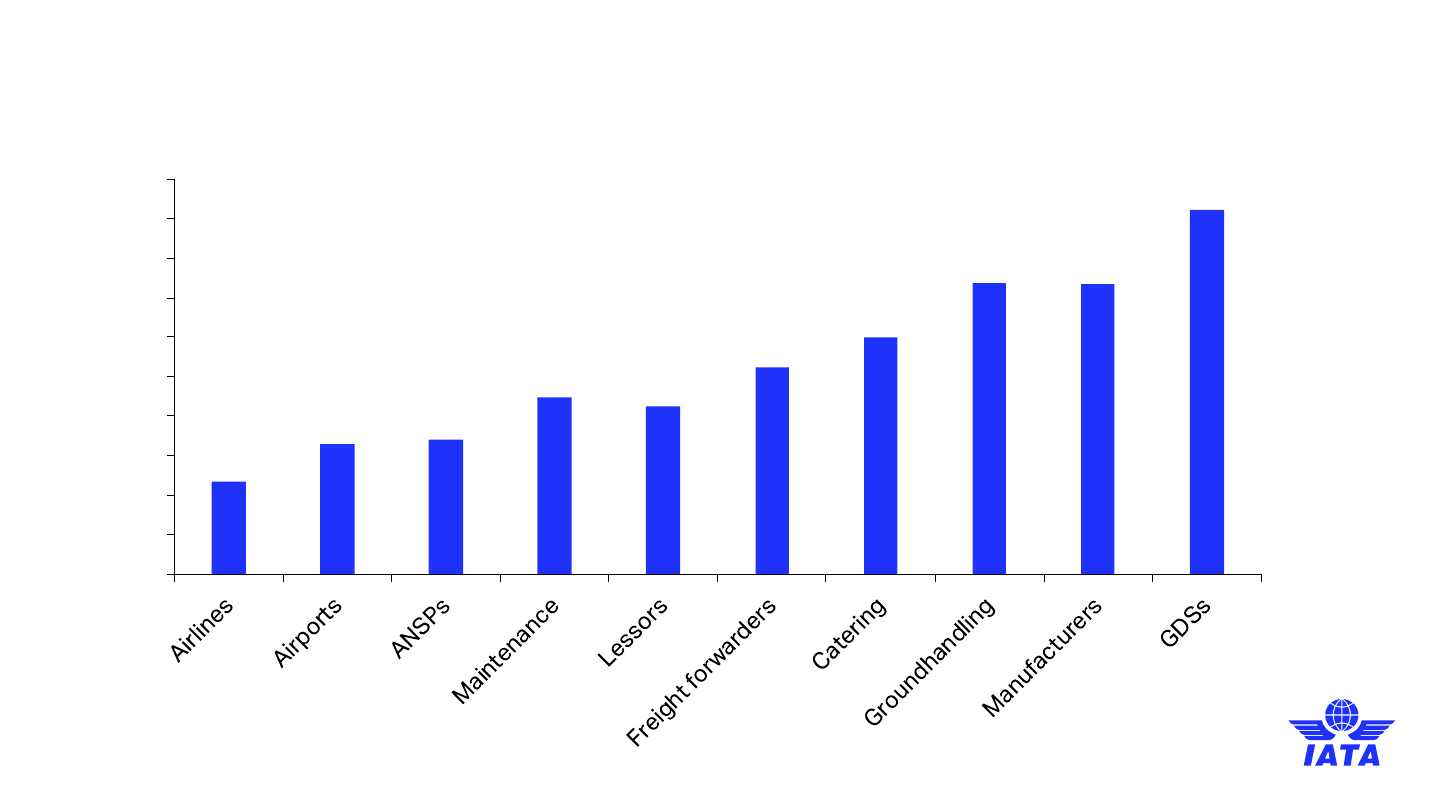 Airlines
Airports
ANSPs
Maintenance
Lessors
Freight forwarders
Catering
Groundhandling
Manufacturers
GDSs
IATA